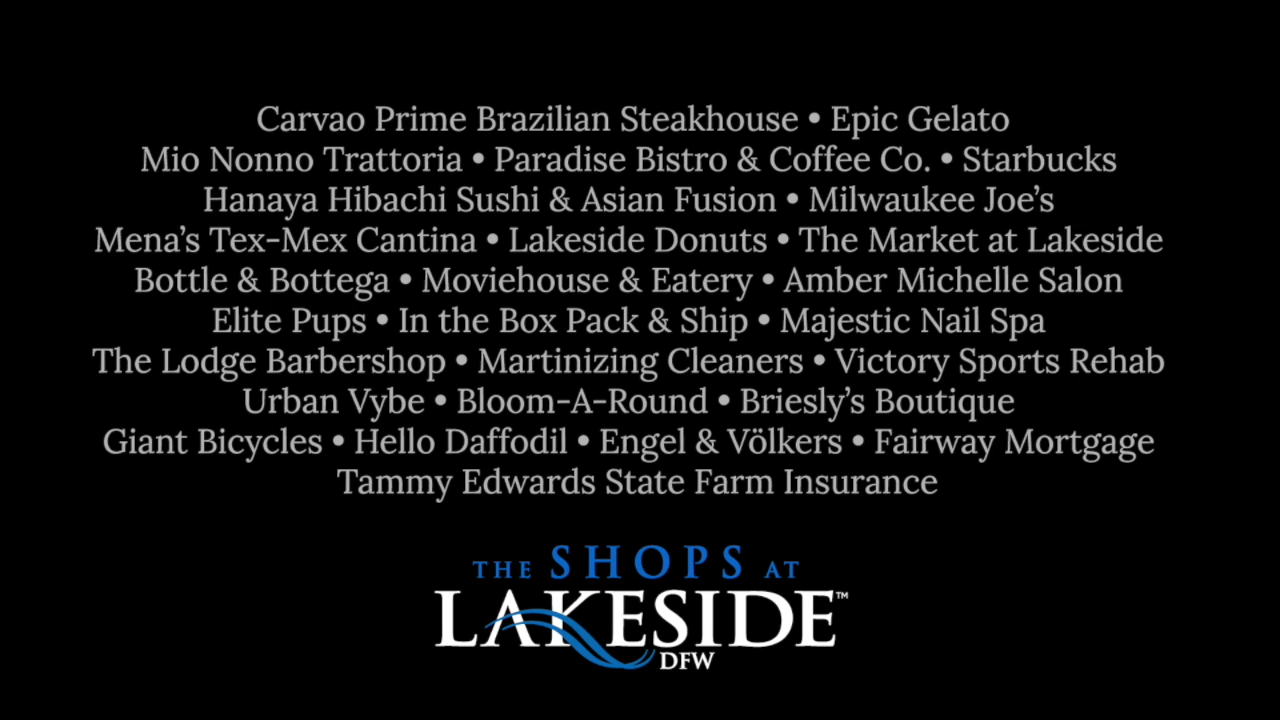 Carvao Prime Brazilian Steakhouse • Epic Gelato
Mio Nonno Trattoria • Paradise Bistro & Coffee Co. • Starbucks
Hanaya Hibachi Sushi & Asian Fusion • Milwaukee Joe’s
Mena’s Tex-Mex Cantina • Lakeside Donuts • The Market at Lakeside
Bottle & Bottega • Moviehouse & Eatery • Amber Michelle Salon
Elite Pups • In the Box Pack & Ship • Majestic Nail Spa
The Lodge Barbershop • Martinizing Cleaners • Victory Sports Rehab
Urban Vybe • Bloom-A-Round • Briesly’s Boutique
Giant Bicycles • Hello Daffodil • Engel & Völkers • Fairway Mortgage
Tammy Edwards State Farm Insurance
THE SHOPS AT
LAKESIDE™
DFW